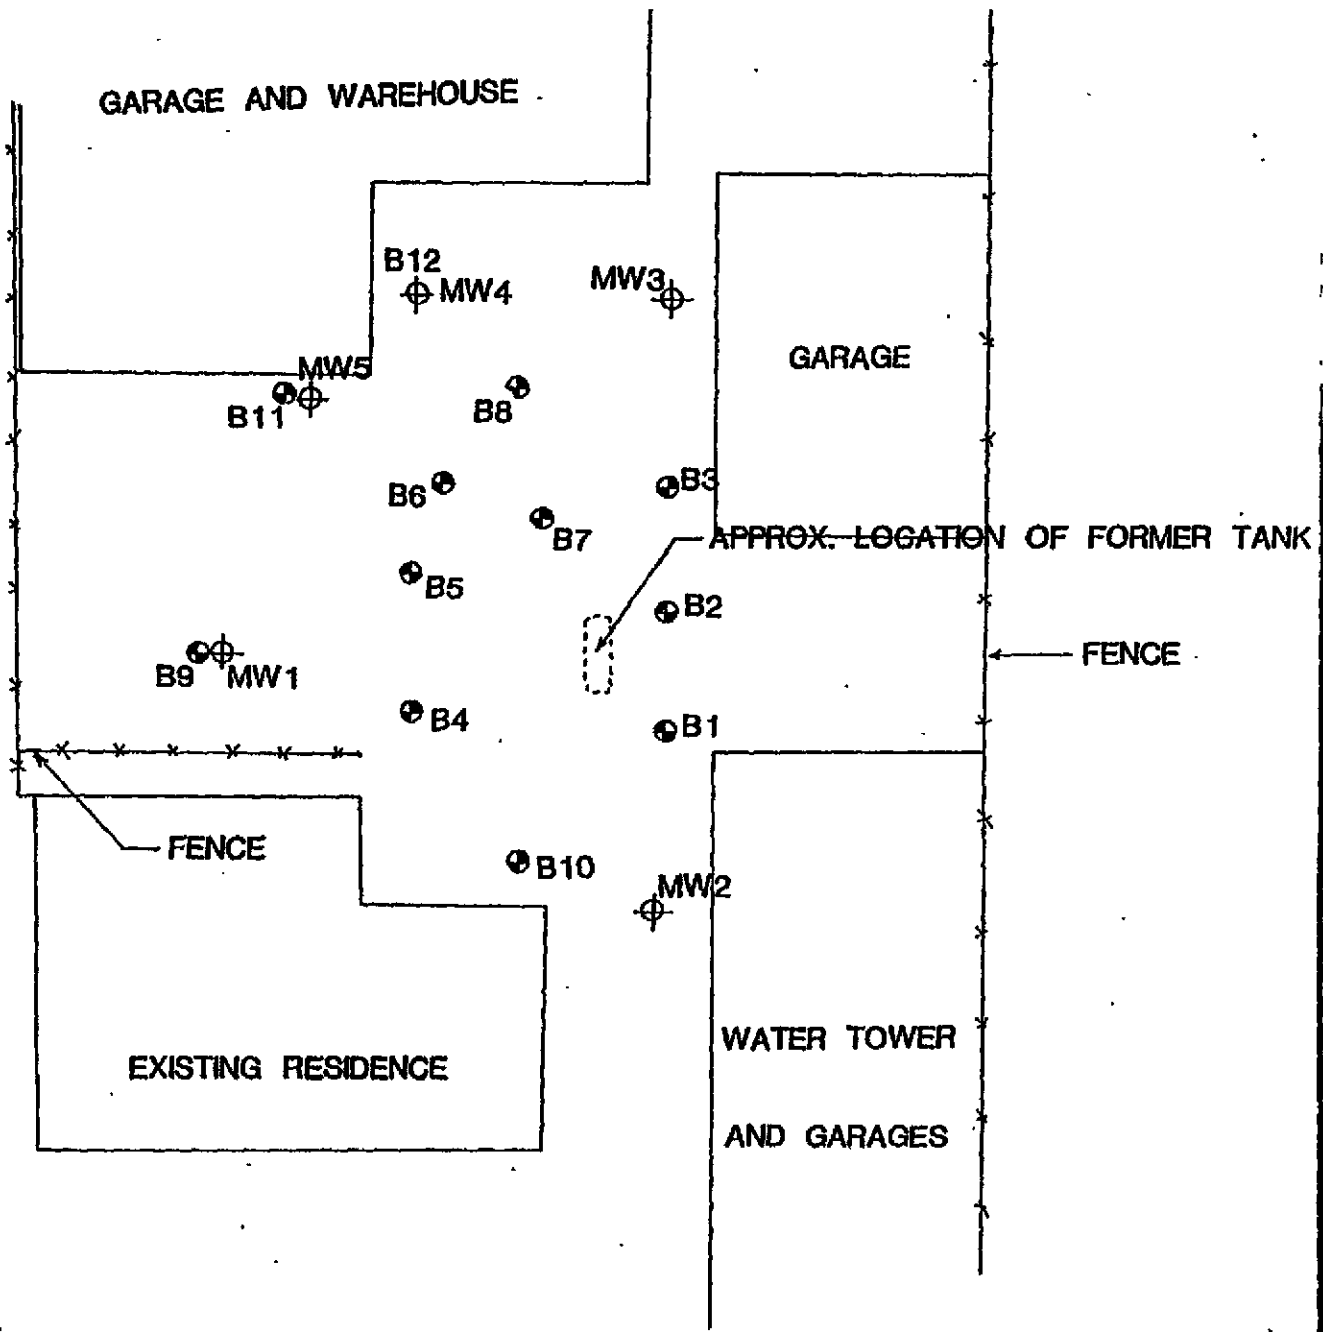 GARAGE AND WAREHOUSE
B12
MW4
MW3
GARAGE
MW5
B11
B8
B6
B3
B7
APPROX. LOCATION OF FORMER TANK
B5
B2
FENCE
B9
MW1
B4
B1
FENCE
B10
MW2
WATER TOWER
EXISTING RESIDENCE
AND GARAGES